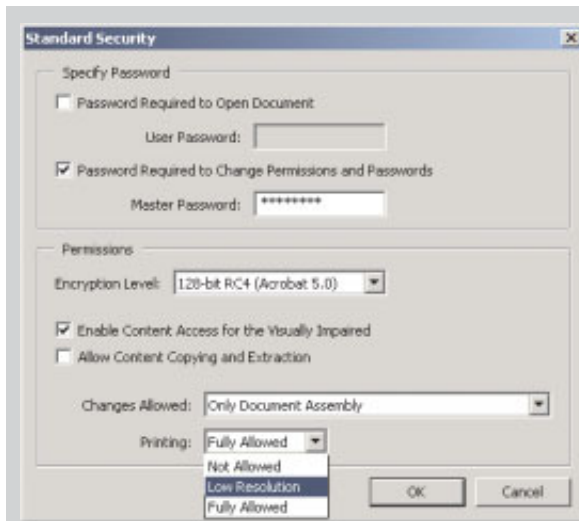 Standard Security
Specify Password
Password Required to Open Document
User Password:
Password Required to Change Permissions and Passwords
Master Password: ********
Permissions
Encryption Level: 128-bit RC4 (Acrobat 5.0)
Enable Content Access for the Visually Impaired
Allow Content Copying and Extraction
Changes Allowed: Only Document Assembly
Printing: Fully Allowed
Not Allowed
Low Resolution
Fully Allowed
OK Cancel